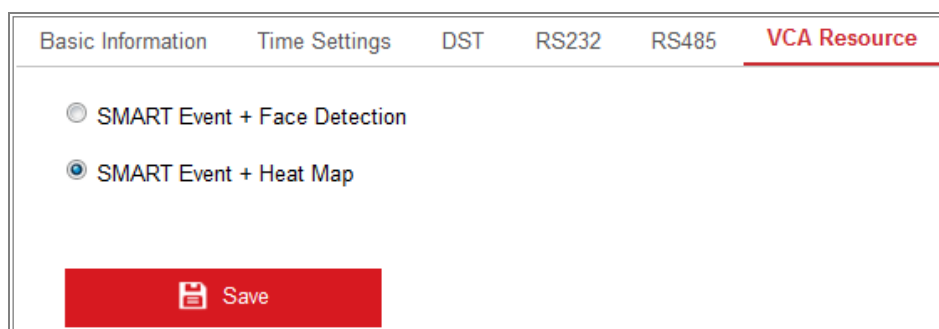 Basic Information Time Settings DST RS232 RS485 VCA Resource
SMART Event + Face Detection
SMART Event + Heat Map
Save